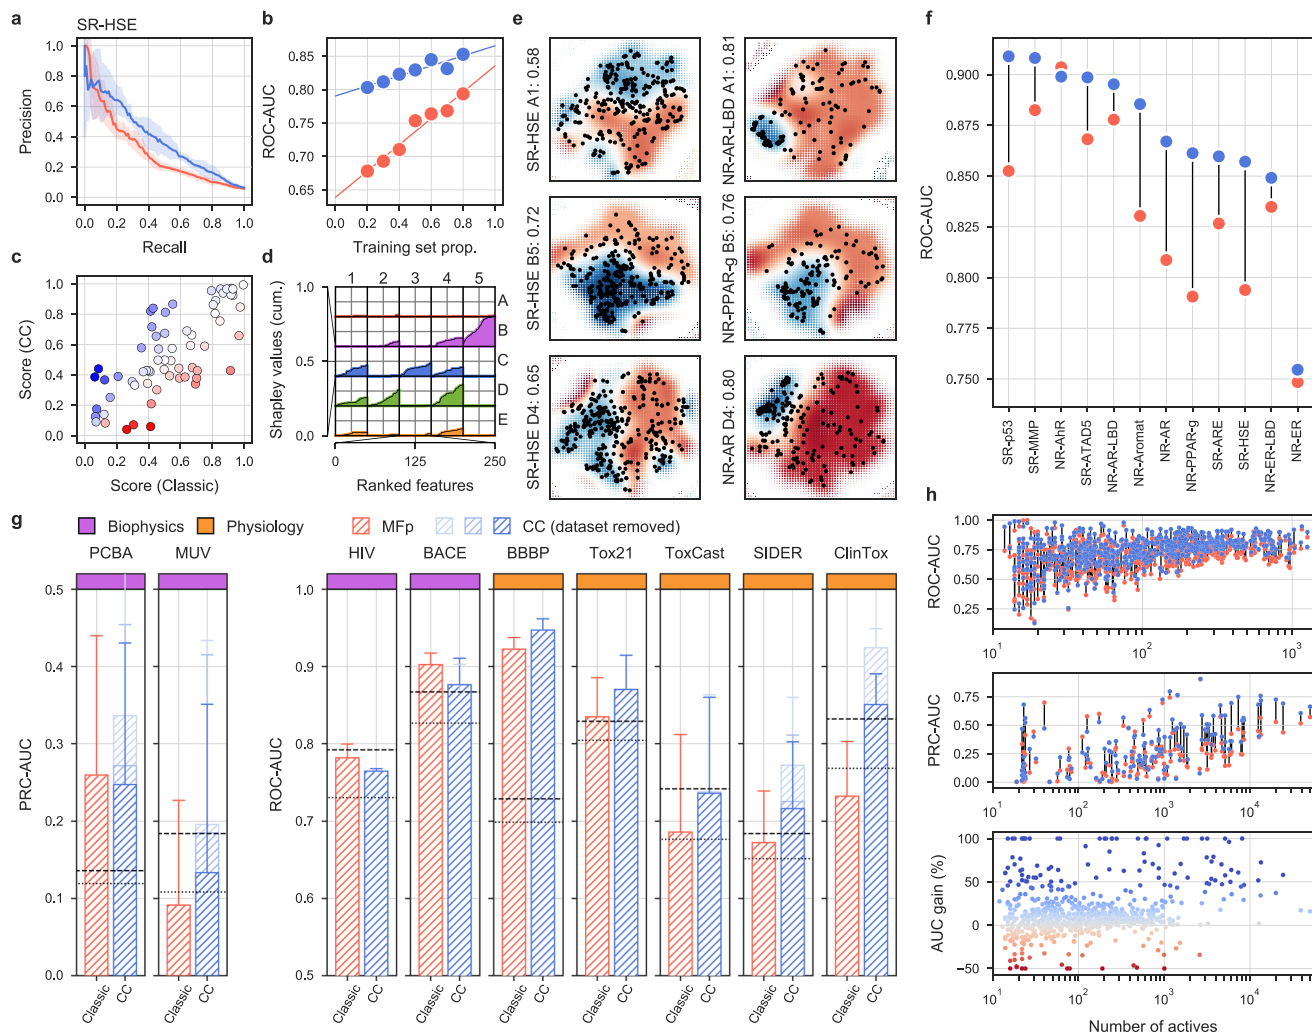 a
SR-HSE
Precision
1.0
0.8
0.6
0.4
0.2
0.0
0.0 0.2 0.4 0.6 0.8 1.0
Recall
b
0.0 0.2 0.4 0.6 0.8 1.0
ROC-AUC
0.85
0.80
0.75
0.70
0.65
Training set prop.
c
Score (CC)
1.0
0.8
0.6
0.4
0.2
0.0
0.0 0.2 0.4 0.6 0.8 1.0
Score (Classic)
d
1 2 3 4 5
Shapley values (cum.)
1.0
0.5
0.0
A
B
C
D
E
0 125 250
Ranked features
e
SR-HSE A1: 0.58
NR-AR-LBD A1: 0.81
SR-HSE B5: 0.72
NR-PPAR-g B5: 0.76
SR-HSE D4: 0.65
NR-AR D4: 0.80
f
ROC-AUC
0.900
0.875
0.850
0.825
0.800
0.775
0.750
SR-p53
SR-MMP
NR-AhR
SR-ATAD5
NR-AR-LBD
NR-Aromat
NR-AR
NR-PPAR-g
SR-ARE
SR-HSE
NR-ER-LBD
NR-ER
g
Biophysics Physiology MFp CC (dataset removed)
PCBA MUV
PRC-AUC
0.5
0.4
0.3
0.2
0.1
0.0
Classic CC Classic CC
HIV BACE BBBP Tox21 ToxCast SIDER ClinTox
ROC-AUC
1.0
0.9
0.8
0.7
0.6
0.5
Classic CC Classic CC Classic CC Classic CC Classic CC Classic CC Classic CC
h
ROC-AUC
1.00
0.75
0.50
0.25
10¹ 10² 10³
PRC-AUC
0.75
0.50
0.25
0.00
10¹ 10² 10³ 10⁴
AUC gain (%)
100
50
0
−50
10¹ 10² 10³ 10⁴
Number of actives